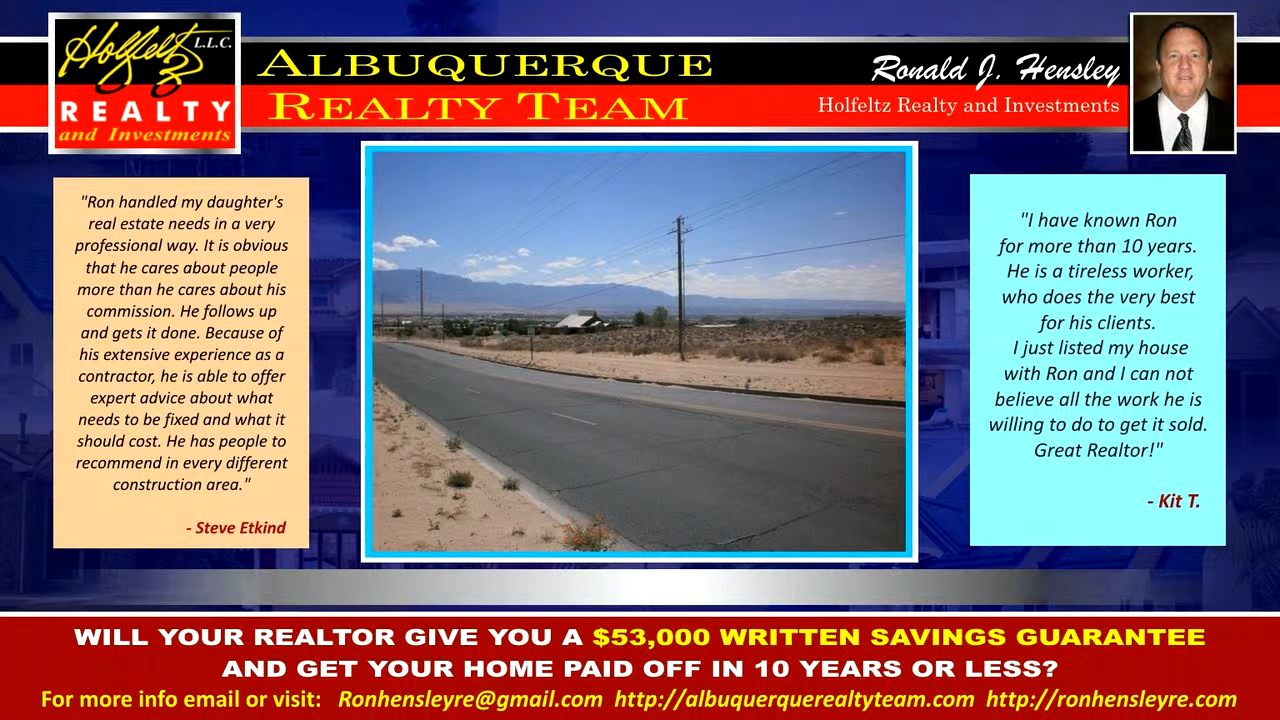 Holfeltz L.L.C.
REALTY
and Investments
ALBUQUERQUE
REALTY TEAM
Ronald J. Hensley
Holfeltz Realty and Investments
"Ron handled my daughter's
real estate needs in a very
professional way. It is obvious
that he cares about people
more than he cares about his
commission. He follows up
and gets it done. Because of
his extensive experience as a
contractor, he is able to offer
expert advice about what
needs to be fixed and what it
should cost. He has people to
recommend in every different
construction area."
- Steve Etkind
"I have known Ron
for more than 10 years.
He is a tireless worker,
who does the very best
for his clients.
I just listed my house
with Ron and I can not
believe all the work he is
willing to do to get it sold.
Great Realtor!"
- Kit T.
WILL YOUR REALTOR GIVE YOU A $53,000 WRITTEN SAVINGS GUARANTEE
AND GET YOUR HOME PAID OFF IN 10 YEARS OR LESS?
For more info email or visit: Ronhensleyre@gmail.com http://albuquerquerealtyteam.com http://ronhensleyre.com